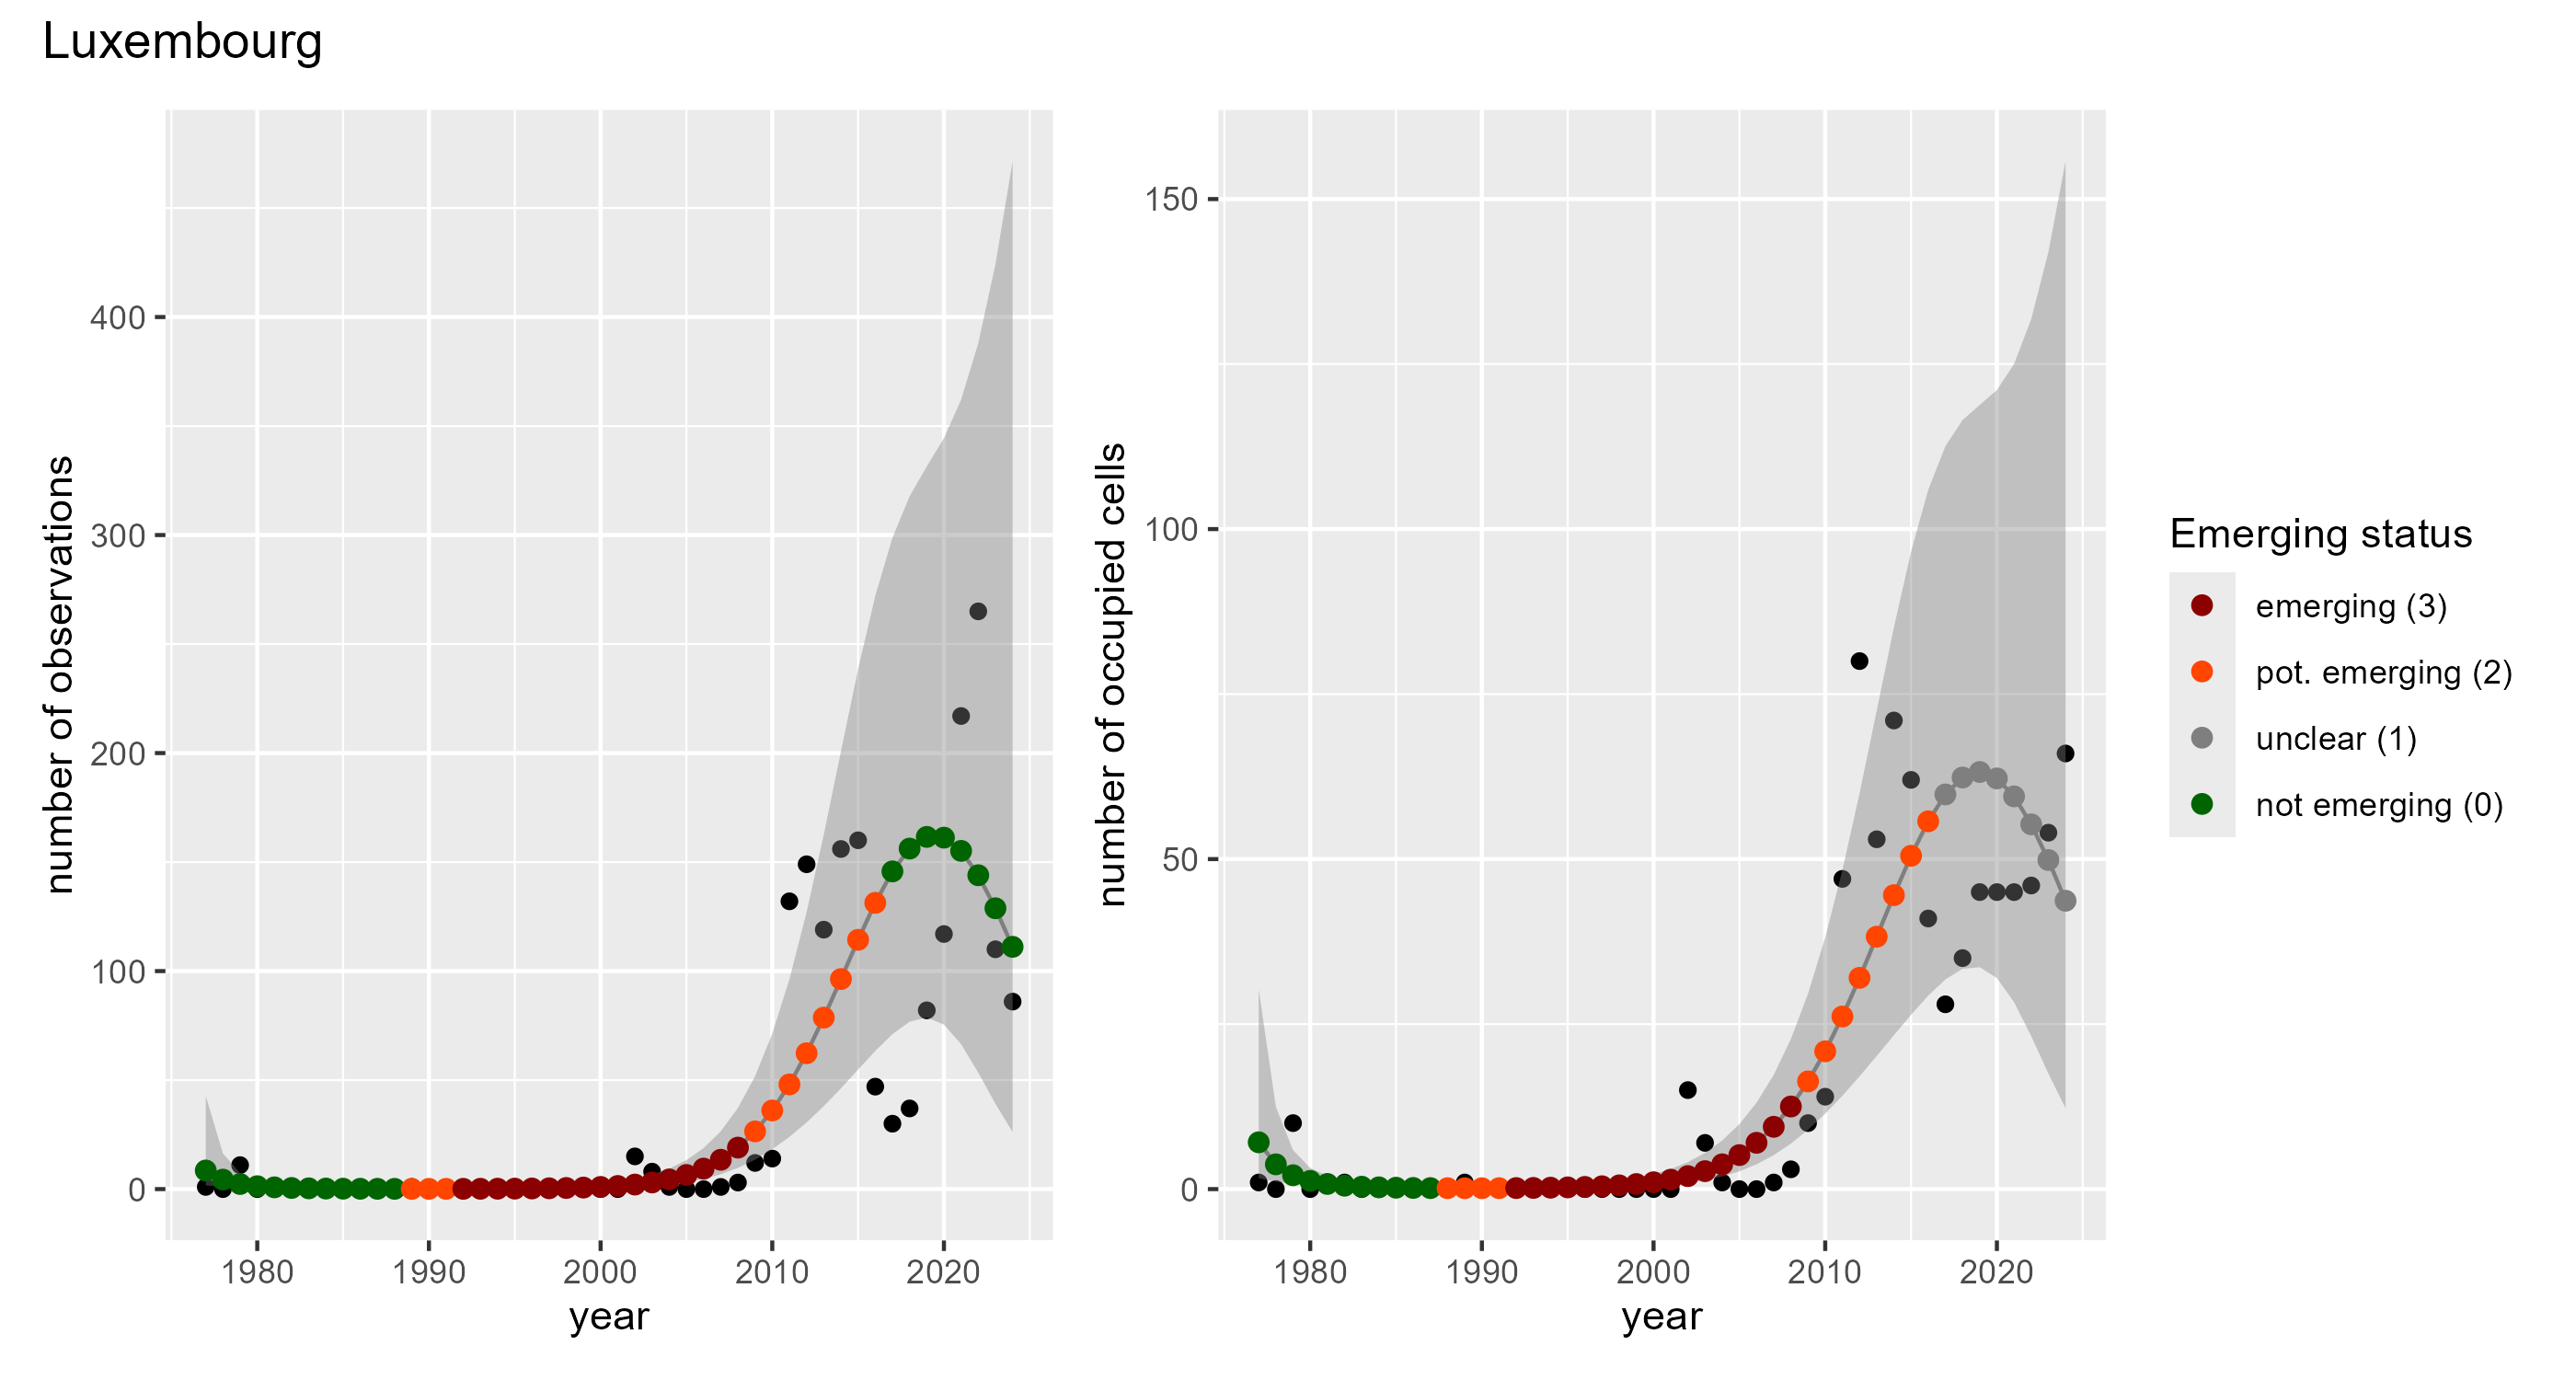 Luxembourg
number of observations
400
300
200
100
0
1980 1990 2000 2010 2020
year
number of occupied cells
150
100
50
0
1980 1990 2000 2010 2020
year
Emerging status
emerging (3)
pot. emerging (2)
unclear (1)
not emerging (0)